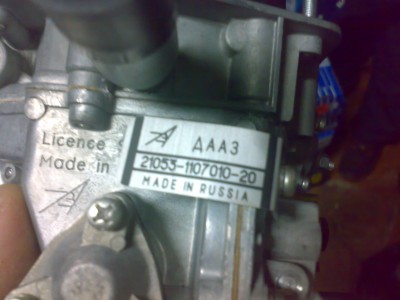 Licence
Made in
ДААЗ
21053-1107010-20
MADE IN RUSSIA